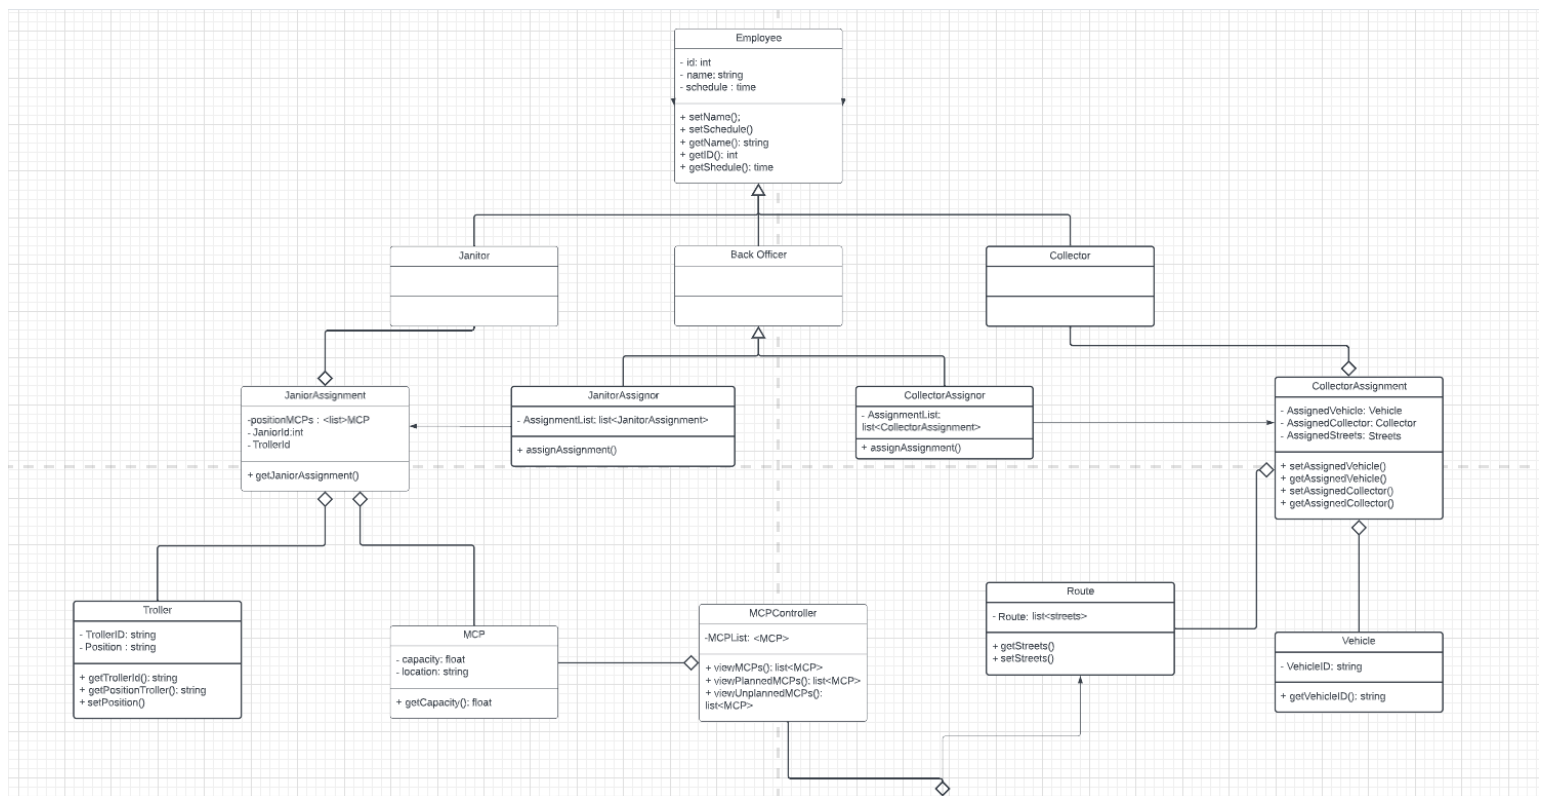 Employee
- id: int
- name: string
- schedule : time
+ setName();
+ setSchedule()
+ getName(): string
+ getID(): int
+ getShedule(): time
Janitor
Back Officer
Collector
JaniorAssignment
-positionMCPs : <list>MCP
- JaniorId:int
- TrollerId
+ getJaniorAssignment()
JanitorAssignor
- AssignmentList: list<JanitorAssignment>
+ assignAssignment()
CollectorAssignor
- AssignmentList:
list<CollectorAssignment>
+ assignAssignment()
CollectorAssignment
- AssignedVehicle: Vehicle
- AssignedCollector: Collector
- AssignedStreets: Streets
+ setAssignedVehicle()
+ getAssignedVehicle()
+ setAssignedCollector()
+ getAssignedCollector()
Troller
- TrollerID: string
- Position : string
+ getTrollerId(): string
+ getPositionTroller(): string
+ setPosition()
MCP
- capacity: float
- location: string
+ getCapacity(): float
MCPController
-MCPList: <MCP>
+ viewMCPs(): list<MCP>
+ viewPlannedMCPs(): list<MCP>
+ viewUnplannedMCPs():
list<MCP>
Route
- Route: list<streets>
+ getStreets()
+ setStreets()
Vehicle
- VehicleID: string
+ getVehicleID(): string